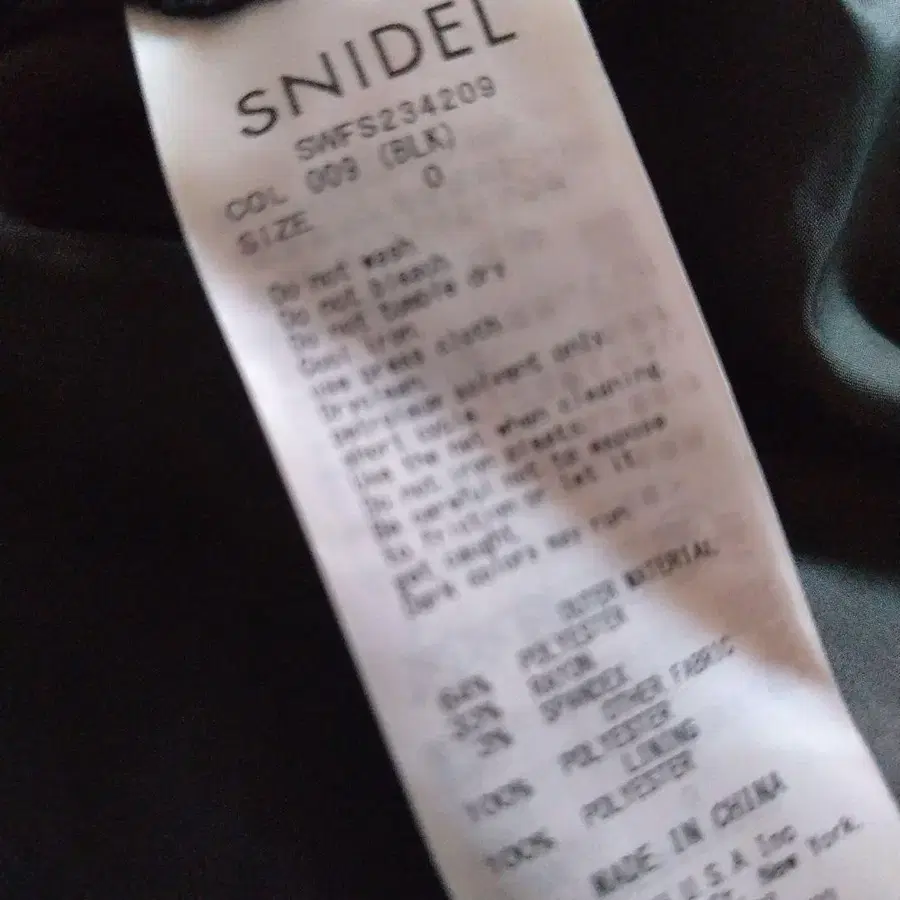 SNIDEL
SWFS234209
COL 009 (BLK)
SIZE 0
Do not wash
Do not bleach
Do not tumble dry
Cool iron
Use press cloth
Dryclean
petroleum solvent only
short cycle
Use the net when cleaning
Do not iron pleats
Be careful not to expose
to friction or let it
get caught
Dark colors may run
OUTER MATERIAL
POLYESTER
RAYON
SPANDEX
OTHER FABRIC
100% POLYESTER
LINING
100% POLYESTER
MADE IN CHINA
U.S.A Inc
New York,